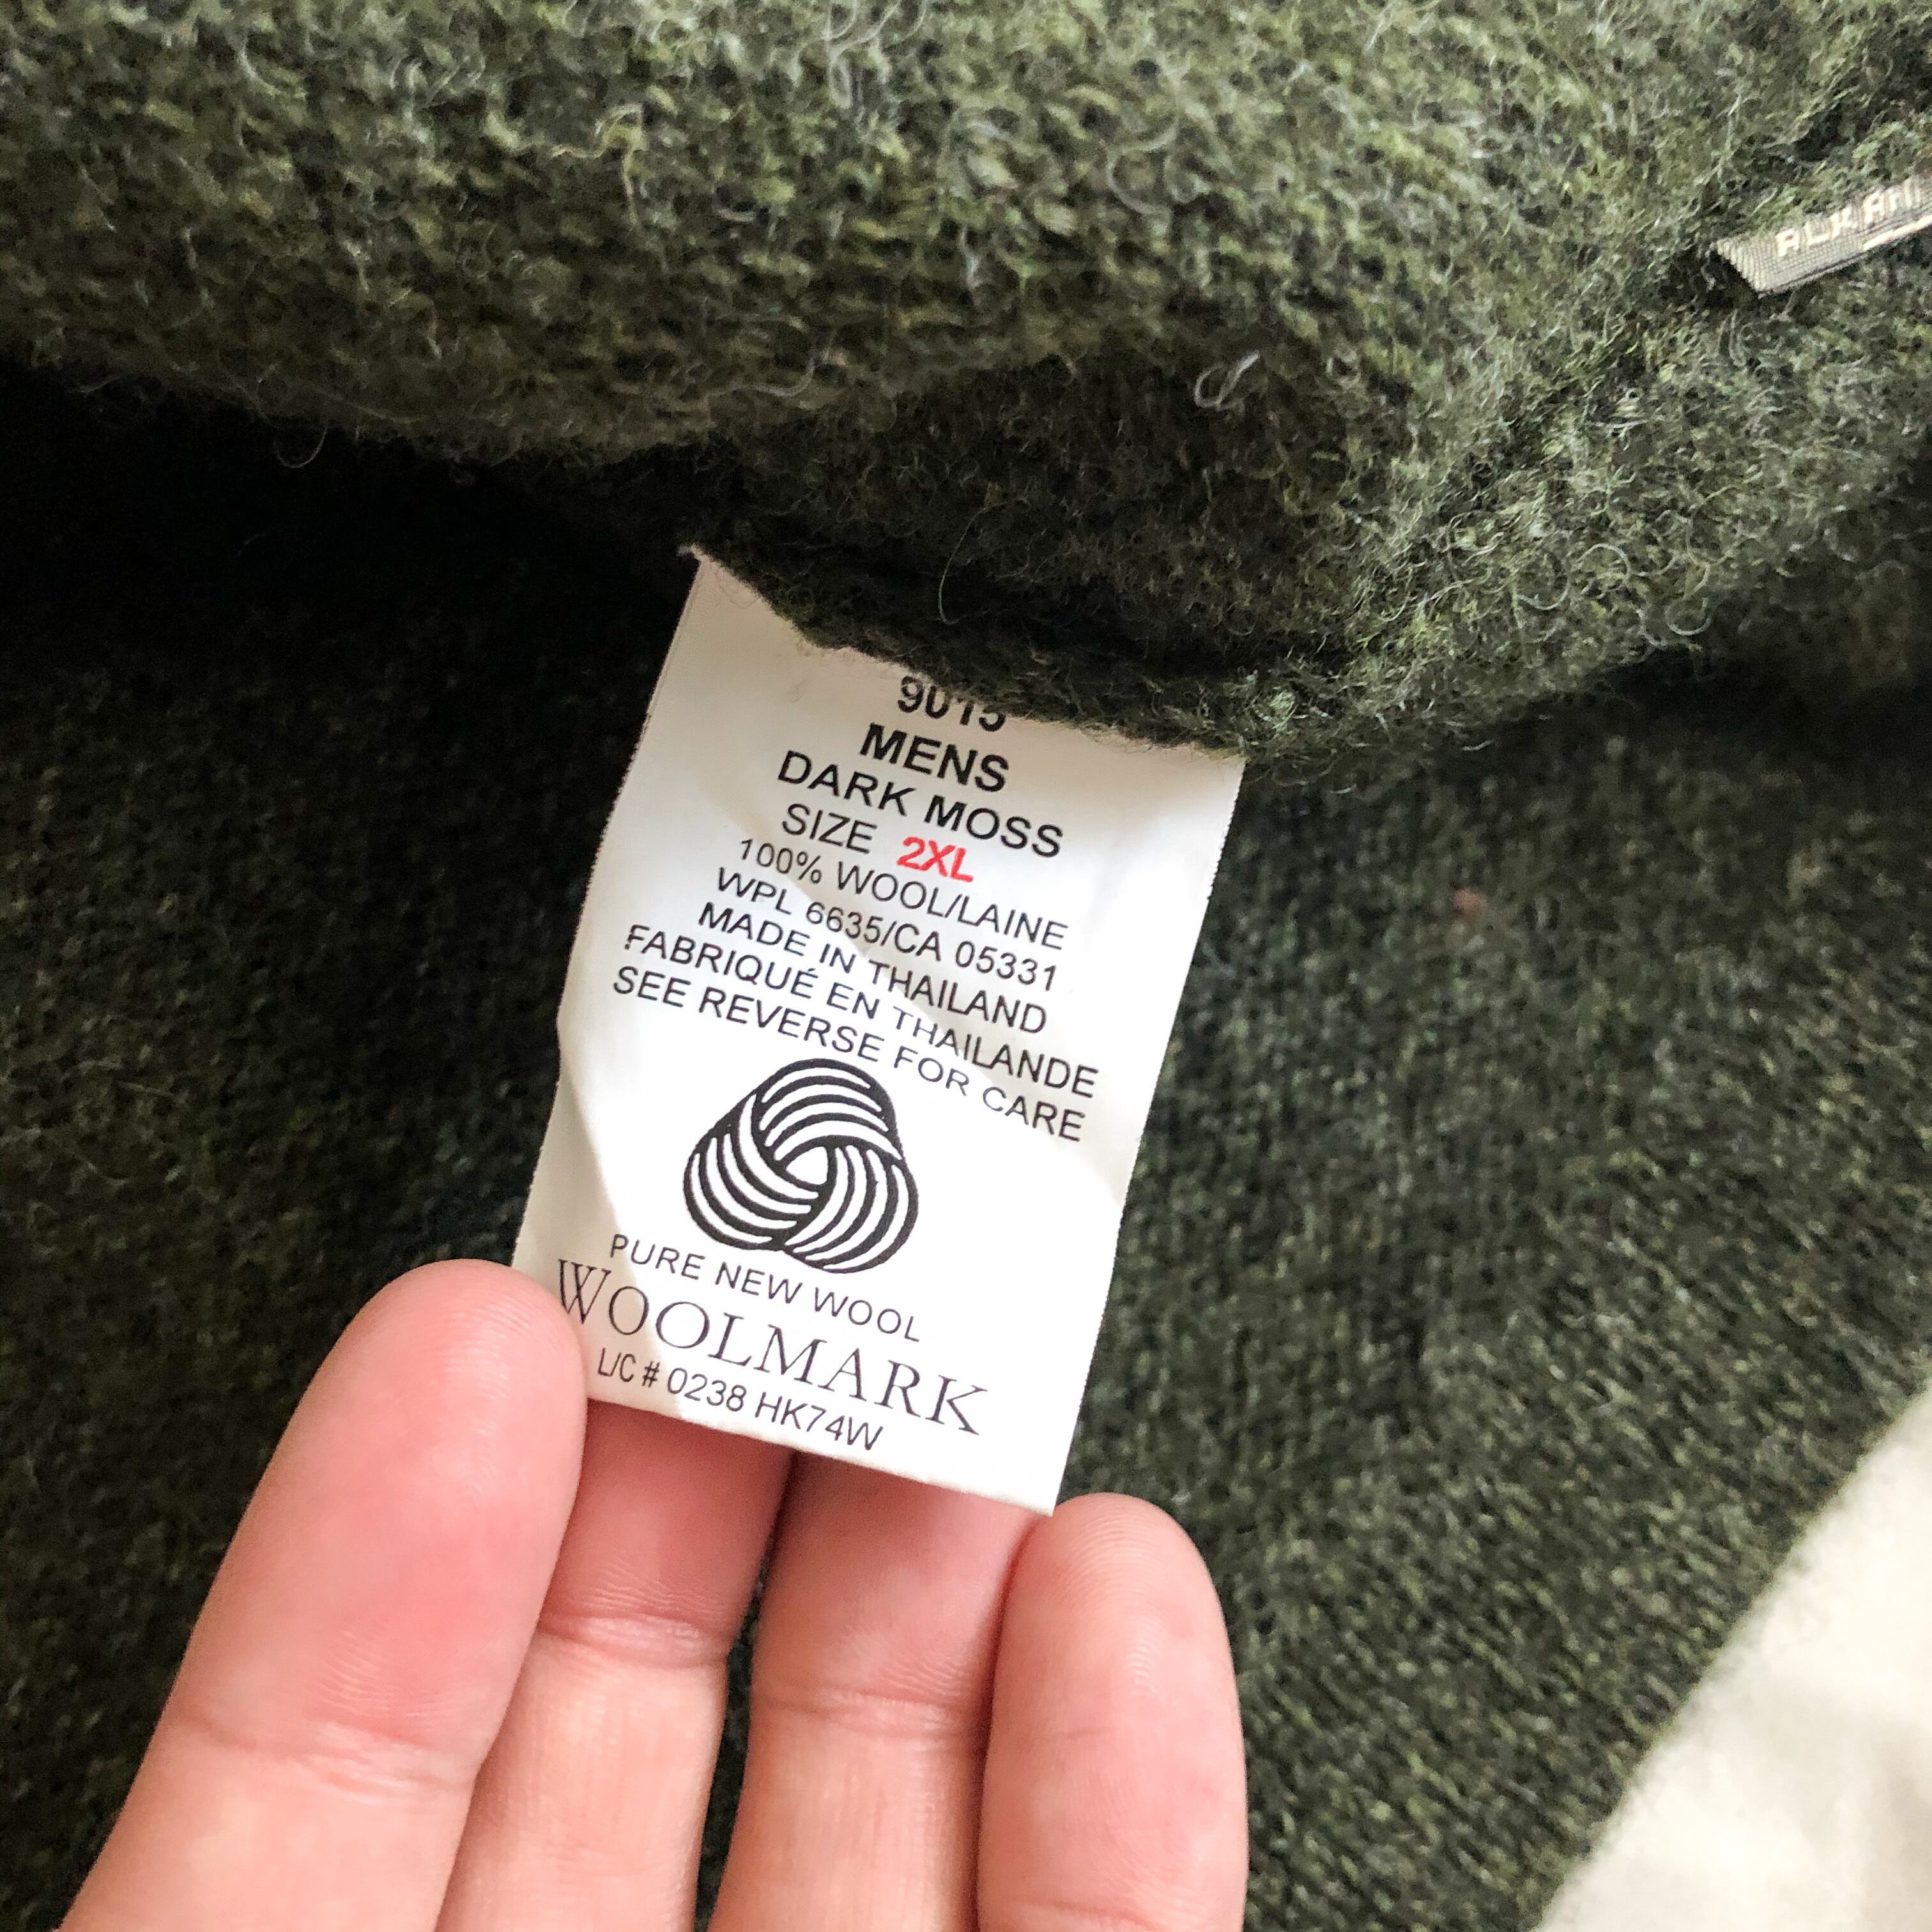 9015
MENS
DARK MOSS
SIZE 2XL
100% WOOL/LAINE
WPL 6635/CA 05331
MADE IN THAILAND
FABRIQUÉ EN THAILANDE
SEE REVERSE FOR CARE
PURE NEW WOOL
WOOLMARK
L/C # 0238 HK74W